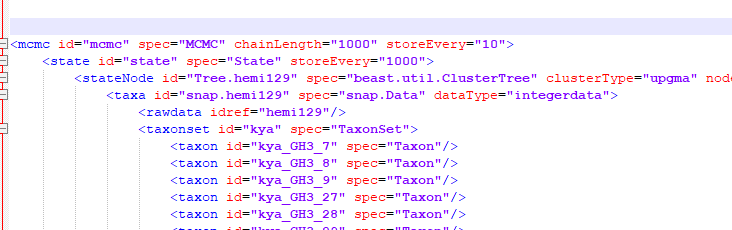 <mcmc id="mcmc" spec="MCMC" chainLength="1000" storeEvery="10">
<state id="state" spec="State" storeEvery="1000">
<stateNode id="Tree.hemi129" spec="beast.util.ClusterTree" clusterType="upgma" nod
<taxa id="snap.hemi129" spec="snap.Data" dataType="integerdata">
<rawdata idref="hemi129"/>
<taxonset id="kya" spec="TaxonSet">
<taxon id="kya_GH3_7" spec="Taxon"/>
<taxon id="kya_GH3_8" spec="Taxon"/>
<taxon id="kya_GH3_9" spec="Taxon"/>
<taxon id="kya_GH3_27" spec="Taxon"/>
<taxon id="kya_GH3_28" spec="Taxon"/>